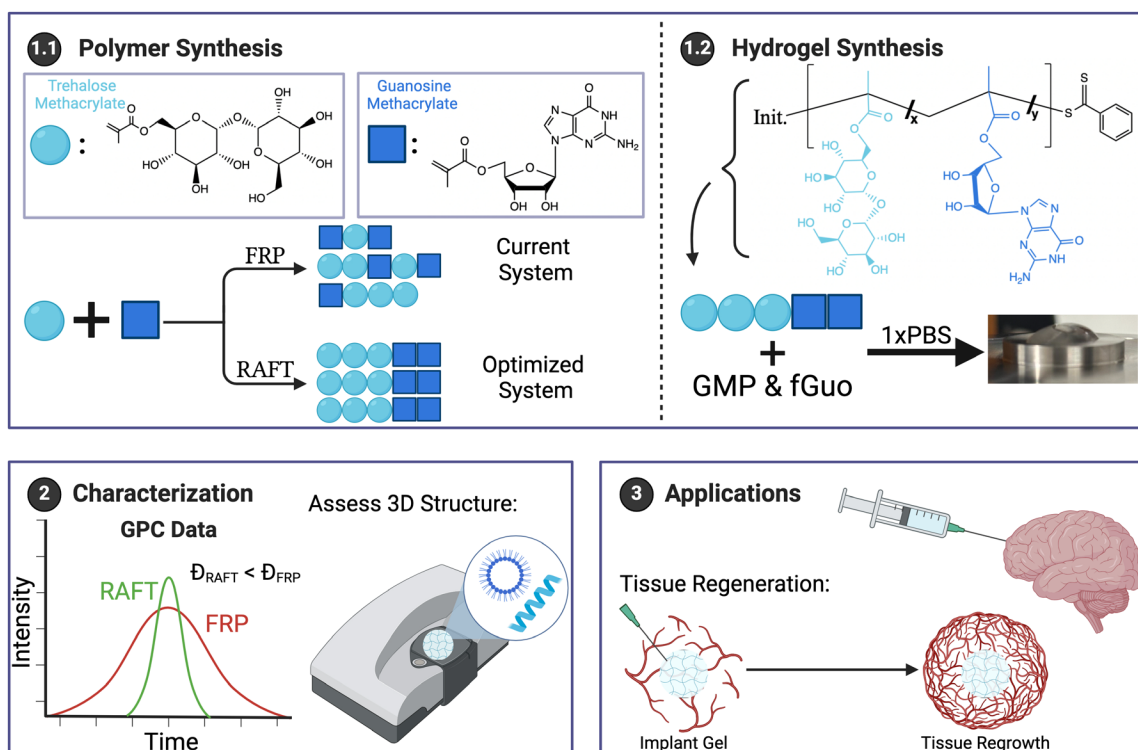 1.1 Polymer Synthesis
Trehalose
Methacrylate
:
O
O
OH
O
HO
OH
OH
O
OH
OH
O
OH
HO
OH
Guanosine
Methacrylate
:
O
N
NH
N
N
NH₂
O
O
O
OH
OH
FRP
Current
System
RAFT
Optimized
System
1.2 Hydrogel Synthesis
Init.
x
y
S
S
O
O
O
O
HO
HO
HO
O
O
HO
O
OH
HO
OH
O
HO
HO
N
N
N
O
N
NH
H₂N
GMP & fGuo
1xPBS
2 Characterization
GPC Data
Assess 3D Structure:
Intensity
RAFT
ĐRAFT < ĐFRP
FRP
Time
3 Applications
Tissue Regeneration:
Implant Gel
Tissue Regrowth